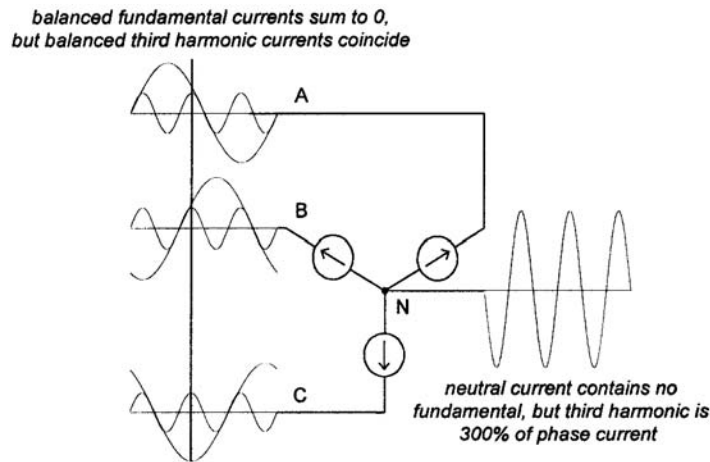 balanced fundamental currents sum to 0,
but balanced third harmonic currents coincide
A
B
N
C
neutral current contains no
fundamental, but third harmonic is
300% of phase current